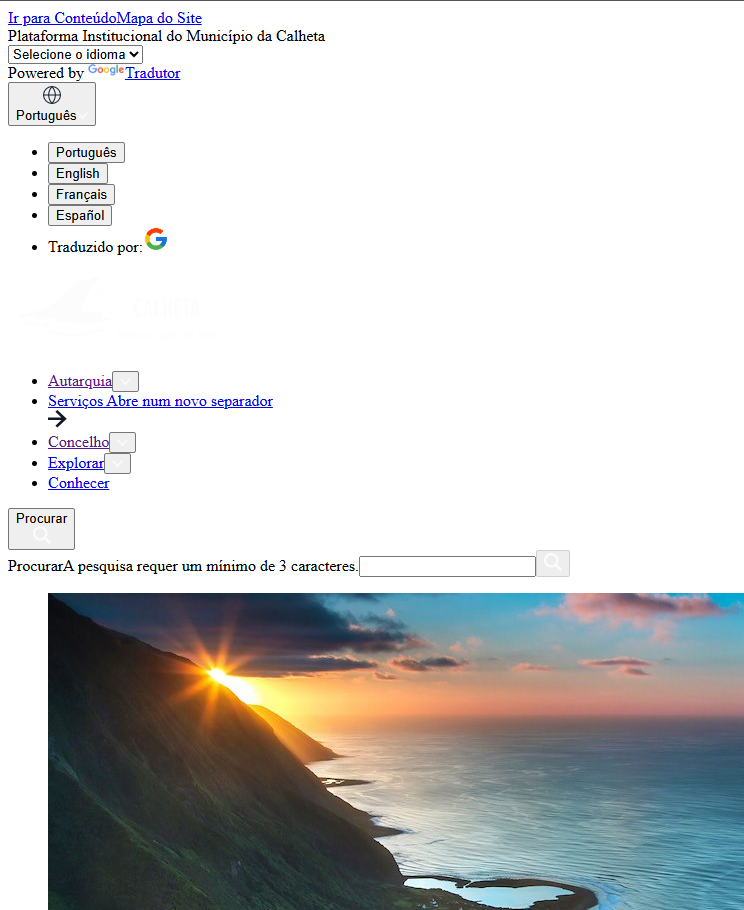 Ir para ConteúdoMapa do Site
Plataforma Institucional do Município da Calheta
Selecione o idioma
Powered by Google Tradutor
Português
Português
English
Français
Español
Traduzido por:
CALHETA
Autarquia
Serviços Abre num novo separador
Concelho
Explorar
Conhecer
Procurar
ProcurarA pesquisa requer um mínimo de 3 caracteres.